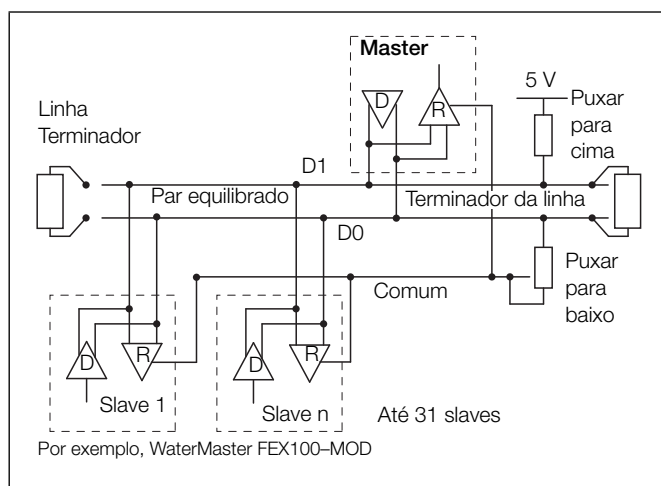 Master
Linha
Terminador
D
R
5 V
Puxar
para
cima
D1
Par equilibrado
Terminador da linha
D0
Comum
Puxar
para
baixo
D
R
Slave 1
D
R
Slave n
Até 31 slaves
Por exemplo, WaterMaster FEX100–MOD